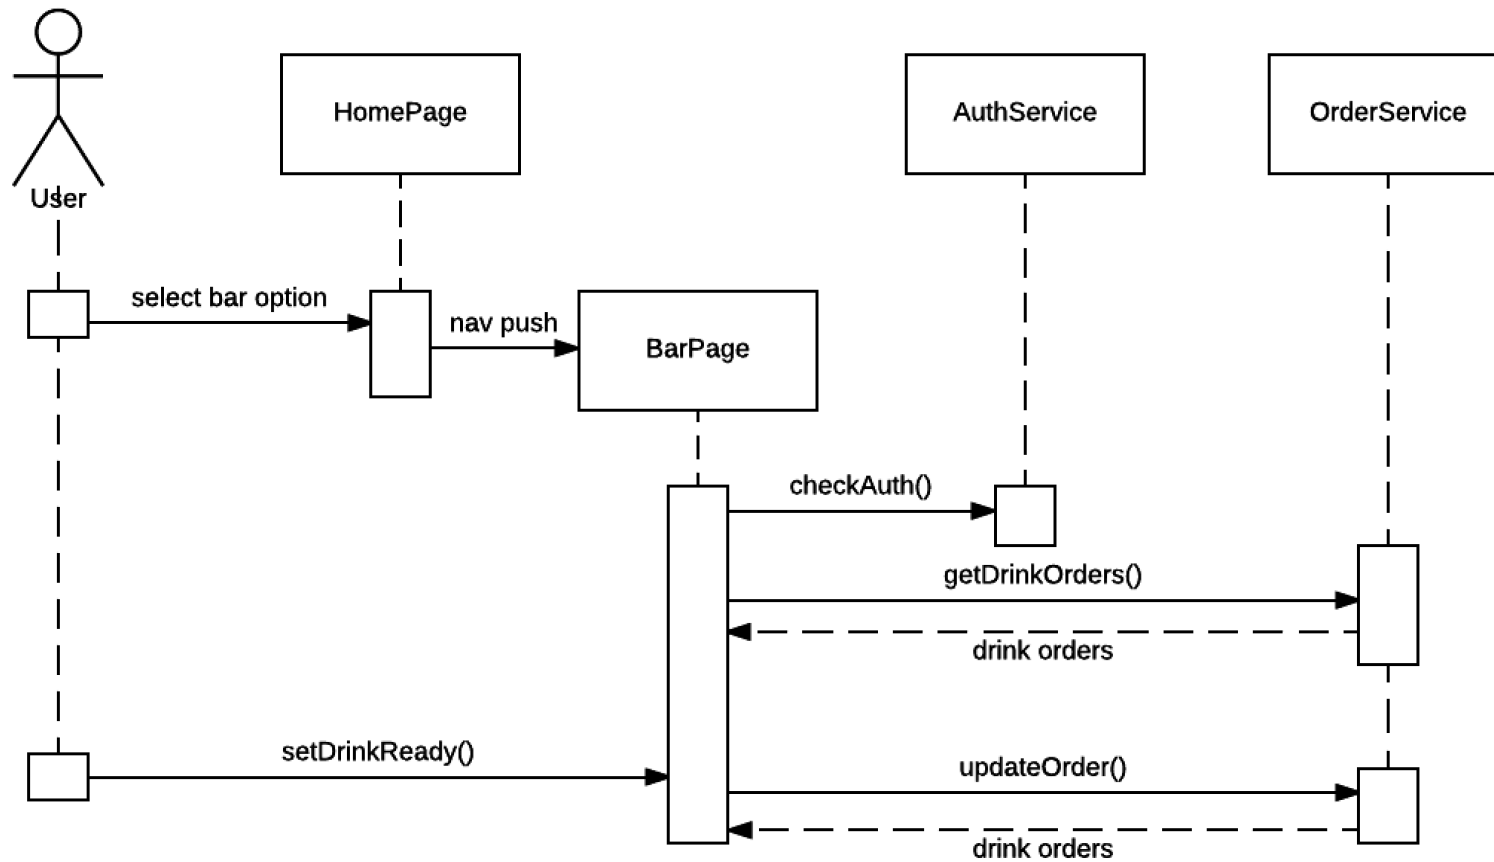 HomePage
AuthService
OrderService
User
select bar option
nav push
BarPage
checkAuth()
getDrinkOrders()
drink orders
setDrinkReady()
updateOrder()
drink orders